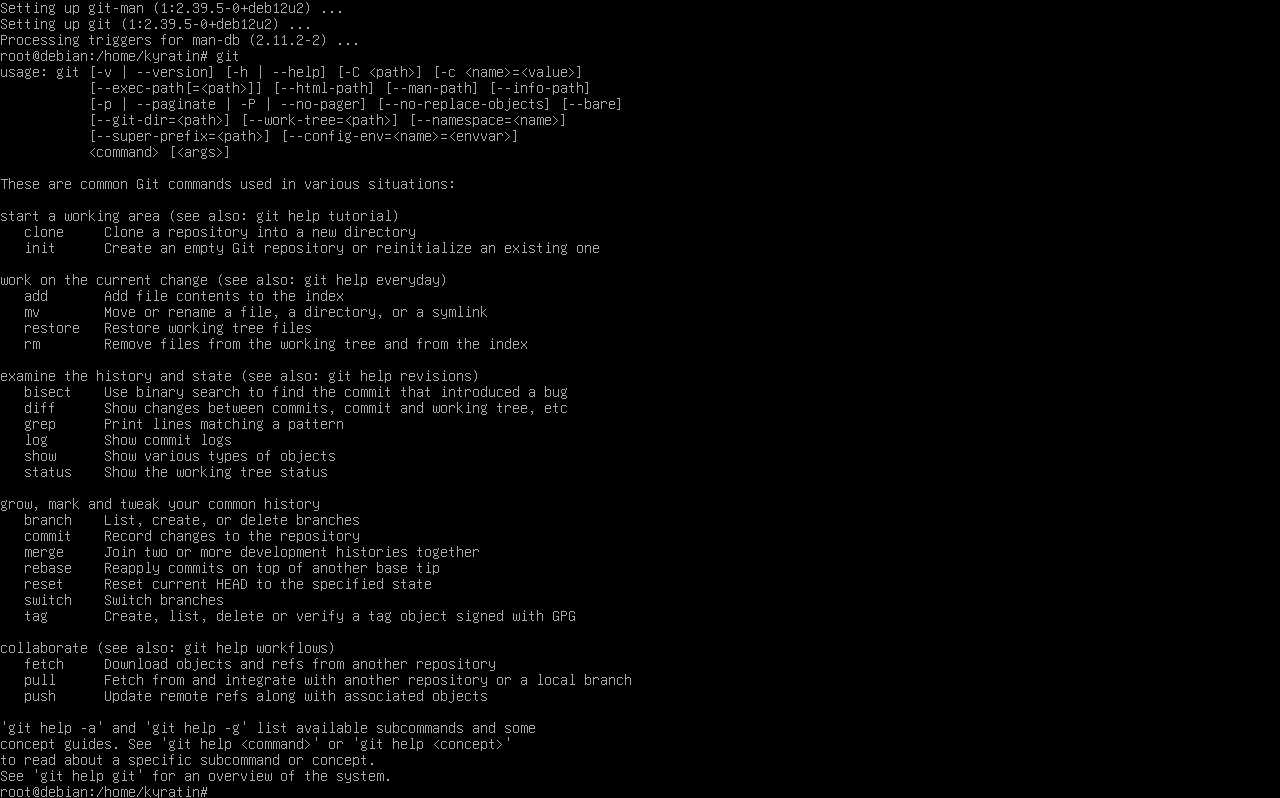 Setting up git-man (1:2.39.5-0+deb12u2) ...
Setting up git (1:2.39.5-0+deb12u2) ...
Processing triggers for man-db (2.11.2-2) ...
root@debian:/home/kyratin# git
usage: git [-v | --version] [-h | --help] [-C <path>] [-c <name>=<value>]
           [--exec-path[=<path>]] [--html-path] [--man-path] [--info-path]
           [-p | --paginate | -P | --no-pager] [--no-replace-objects] [--bare]
           [--git-dir=<path>] [--work-tree=<path>] [--namespace=<name>]
           [--super-prefix=<path>] [--config-env=<name>=<envvar>]
           <command> [<args>]

These are common Git commands used in various situations:

start a working area (see also: git help tutorial)
   clone     Clone a repository into a new directory
   init      Create an empty Git repository or reinitialize an existing one

work on the current change (see also: git help everyday)
   add       Add file contents to the index
   mv        Move or rename a file, a directory, or a symlink
   restore   Restore working tree files
   rm        Remove files from the working tree and from the index

examine the history and state (see also: git help revisions)
   bisect    Use binary search to find the commit that introduced a bug
   diff      Show changes between commits, commit and working tree, etc
   grep      Print lines matching a pattern
   log       Show commit logs
   show      Show various types of objects
   status    Show the working tree status

grow, mark and tweak your common history
   branch    List, create, or delete branches
   commit    Record changes to the repository
   merge     Join two or more development histories together
   rebase    Reapply commits on top of another base tip
   reset     Reset current HEAD to the specified state
   switch    Switch branches
   tag       Create, list, delete or verify a tag object signed with GPG

collaborate (see also: git help workflows)
   fetch     Download objects and refs from another repository
   pull      Fetch from and integrate with another repository or a local branch
   push      Update remote refs along with associated objects

'git help -a' and 'git help -g' list available subcommands and some
concept guides. See 'git help <command>' or 'git help <concept>'
to read about a specific subcommand or concept.
See 'git help git' for an overview of the system.
root@debian:/home/kyratin#